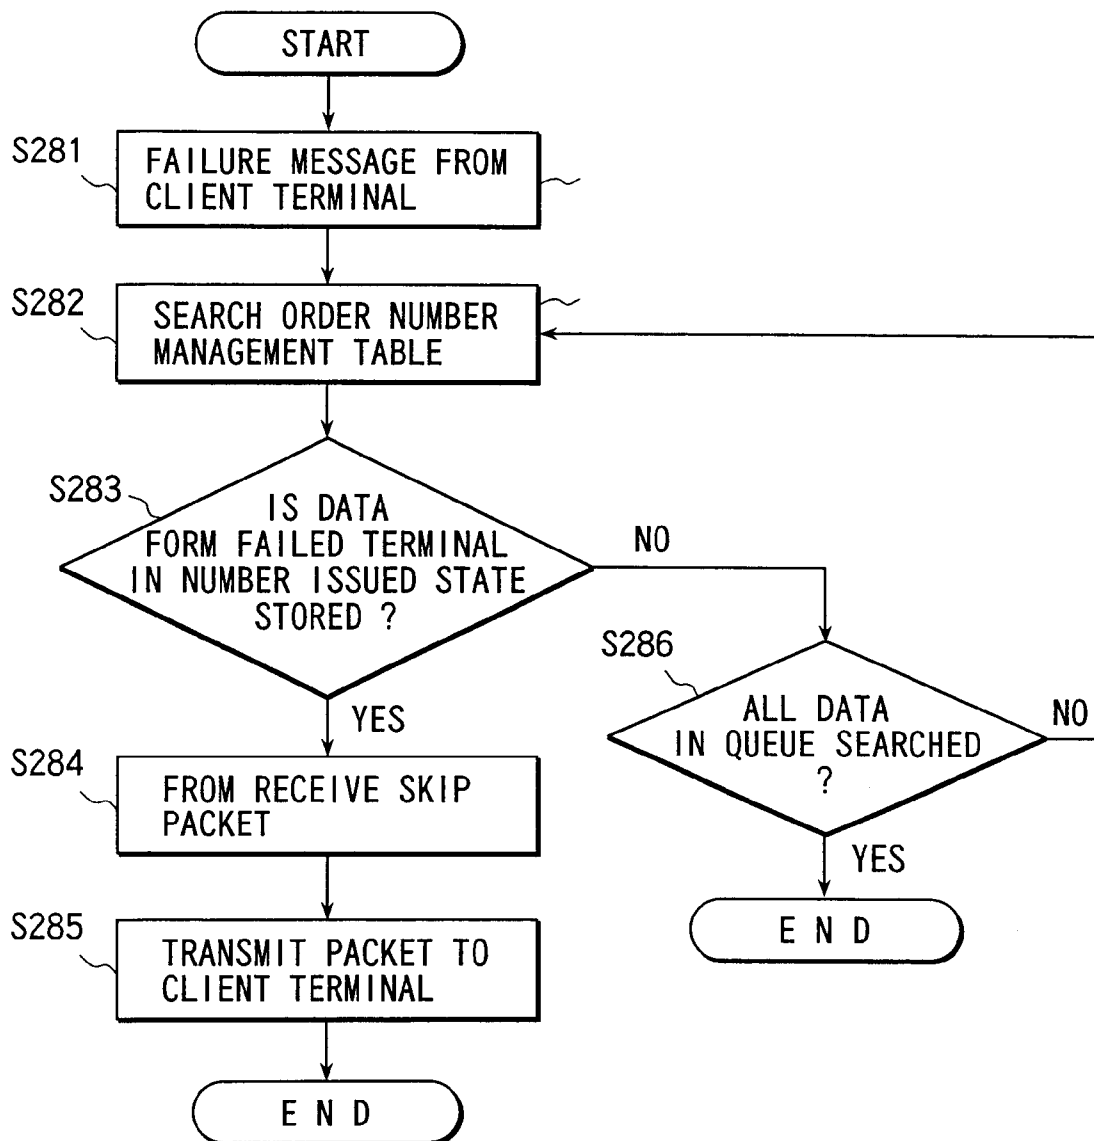 START
S281
FAILURE MESSAGE FROM
CLIENT TERMINAL
S282
SEARCH ORDER NUMBER
MANAGEMENT TABLE
S283
IS DATA
FORM FAILED TERMINAL
IN NUMBER ISSUED STATE
STORED ?
NO
YES
S286
ALL DATA
IN QUEUE SEARCHED
?
NO
YES
END
S284
FROM RECEIVE SKIP
PACKET
S285
TRANSMIT PACKET TO
CLIENT TERMINAL
END